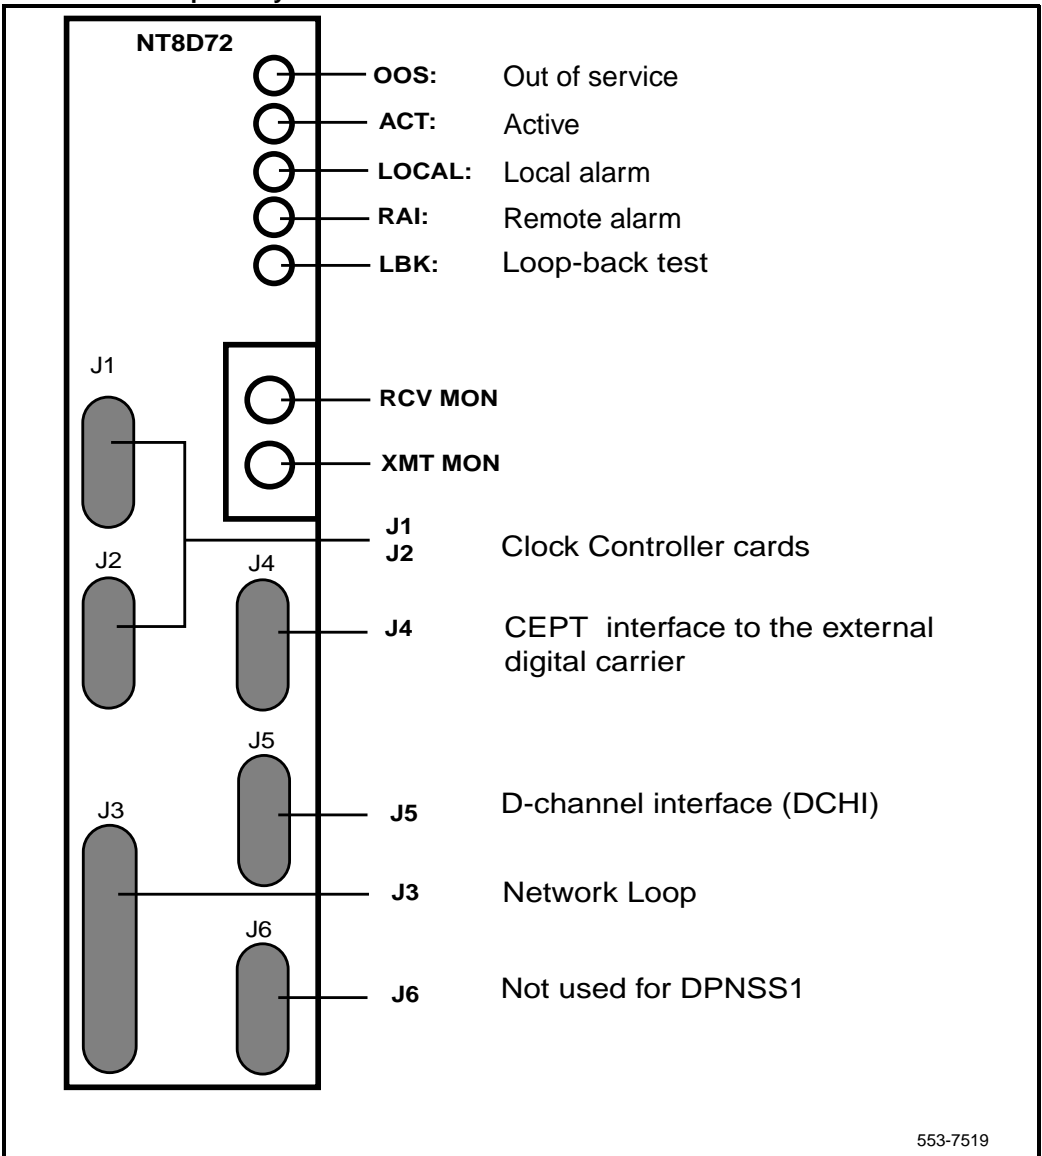 NT8D72
OOS: Out of service
ACT: Active
LOCAL: Local alarm
RAI: Remote alarm
LBK: Loop-back test
J1
RCV MON
XMT MON
J1
J2 Clock Controller cards
J2
J4
J4 CEPT interface to the external
digital carrier
J5
J5 D-channel interface (DCHI)
J3
J3 Network Loop
J6
J6 Not used for DPNSS1
553-7519